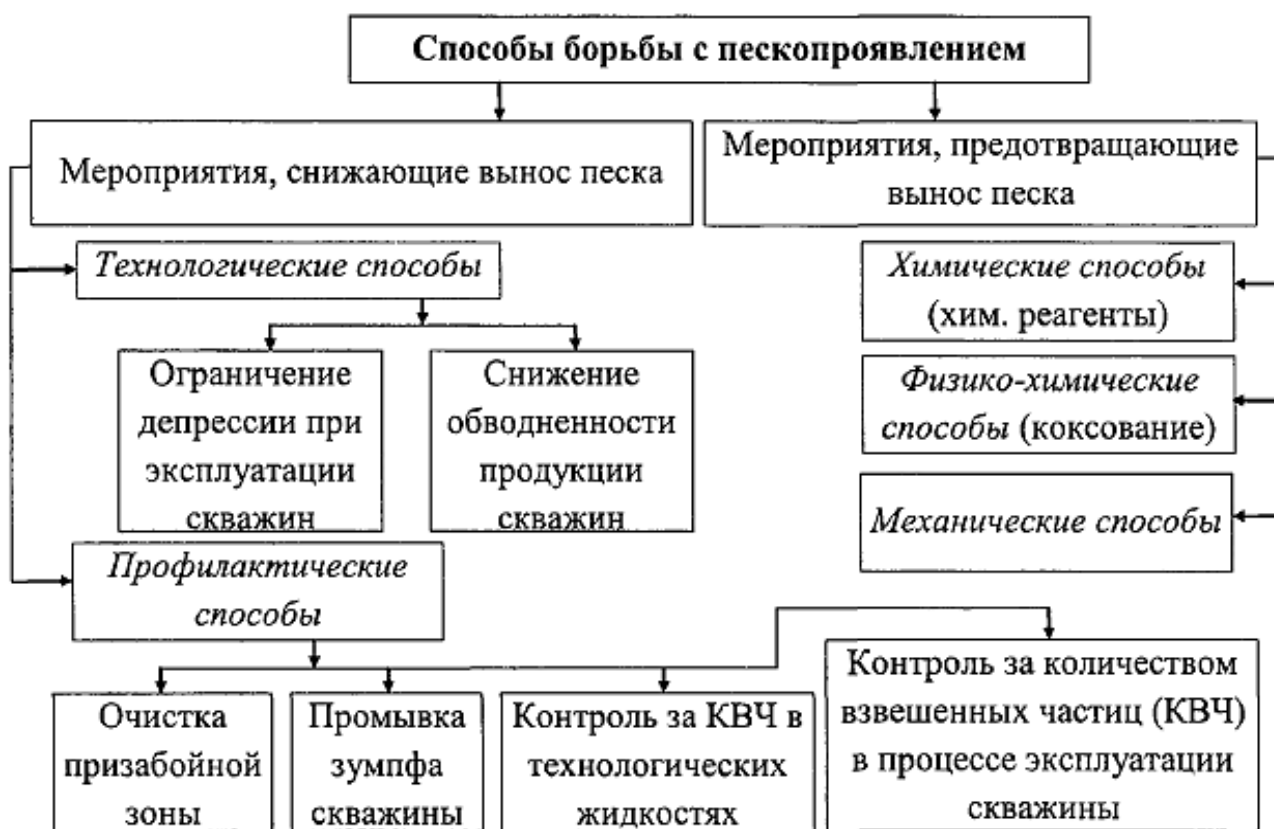 Способы борьбы с пескопроявлением
Мероприятия, снижающие вынос песка
Мероприятия, предотвращающие
вынос песка
Технологические способы
Ограничение
депрессии при
эксплуатации
скважин
Снижение
обводненности
продукции
скважин
Химические способы
(хим. реагенты)
Физико-химические
способы (коксование)
Механические способы
Профилактические
способы
Очистка
призабойной
зоны
Промывка
зумпфа
скважины
Контроль за КВЧ в
технологических
жидкостях
Контроль за количеством
взвешенных частиц (КВЧ)
в процессе эксплуатации
скважины